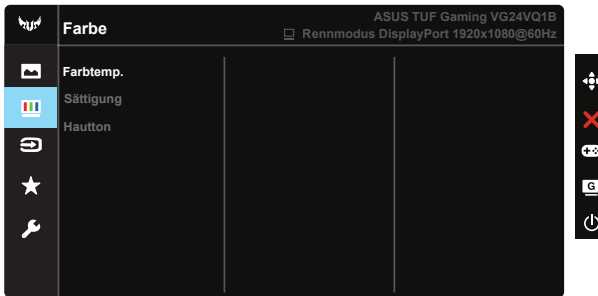 Farbe
ASUS TUF Gaming VG24VQ1B
Rennmodus DisplayPort 1920x1080@60Hz
Farbtemp.
Sättigung
Hautton
G